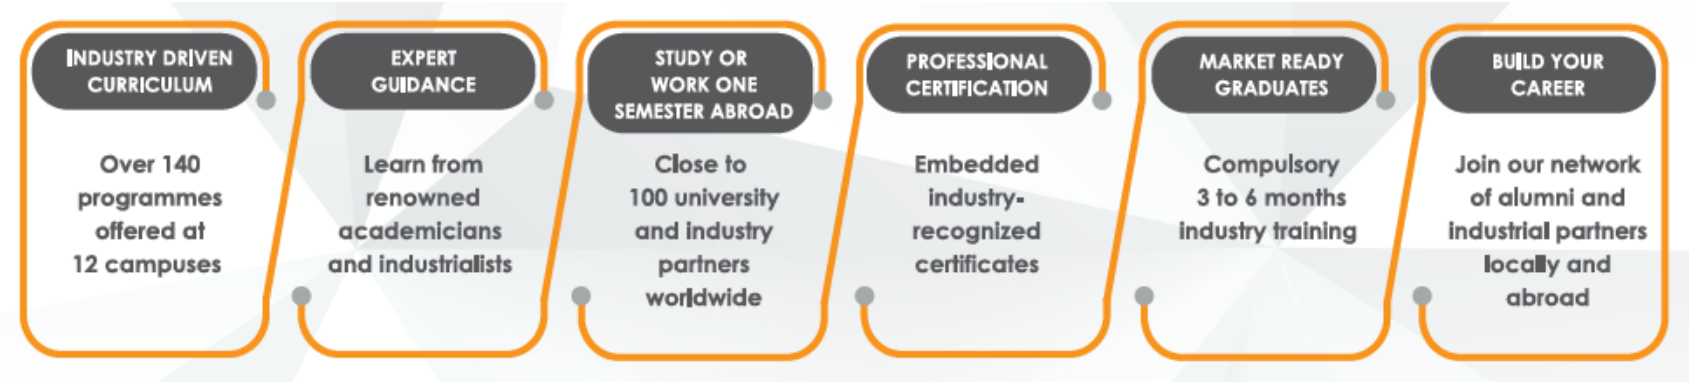 INDUSTRY DRIVEN
CURRICULUM
Over 140
programmes
offered at
12 campuses
EXPERT
GUIDANCE
Learn from
renowned
academicians
and industrialists
STUDY OR
WORK ONE
SEMESTER ABROAD
Close to
100 university
and industry
partners
worldwide
PROFESSIONAL
CERTIFICATION
Embedded
industry-
recognized
certificates
MARKET READY
GRADUATES
Compulsory
3 to 6 months
industry training
BUILD YOUR
CAREER
Join our network
of alumni and
industrial partners
locally and
abroad